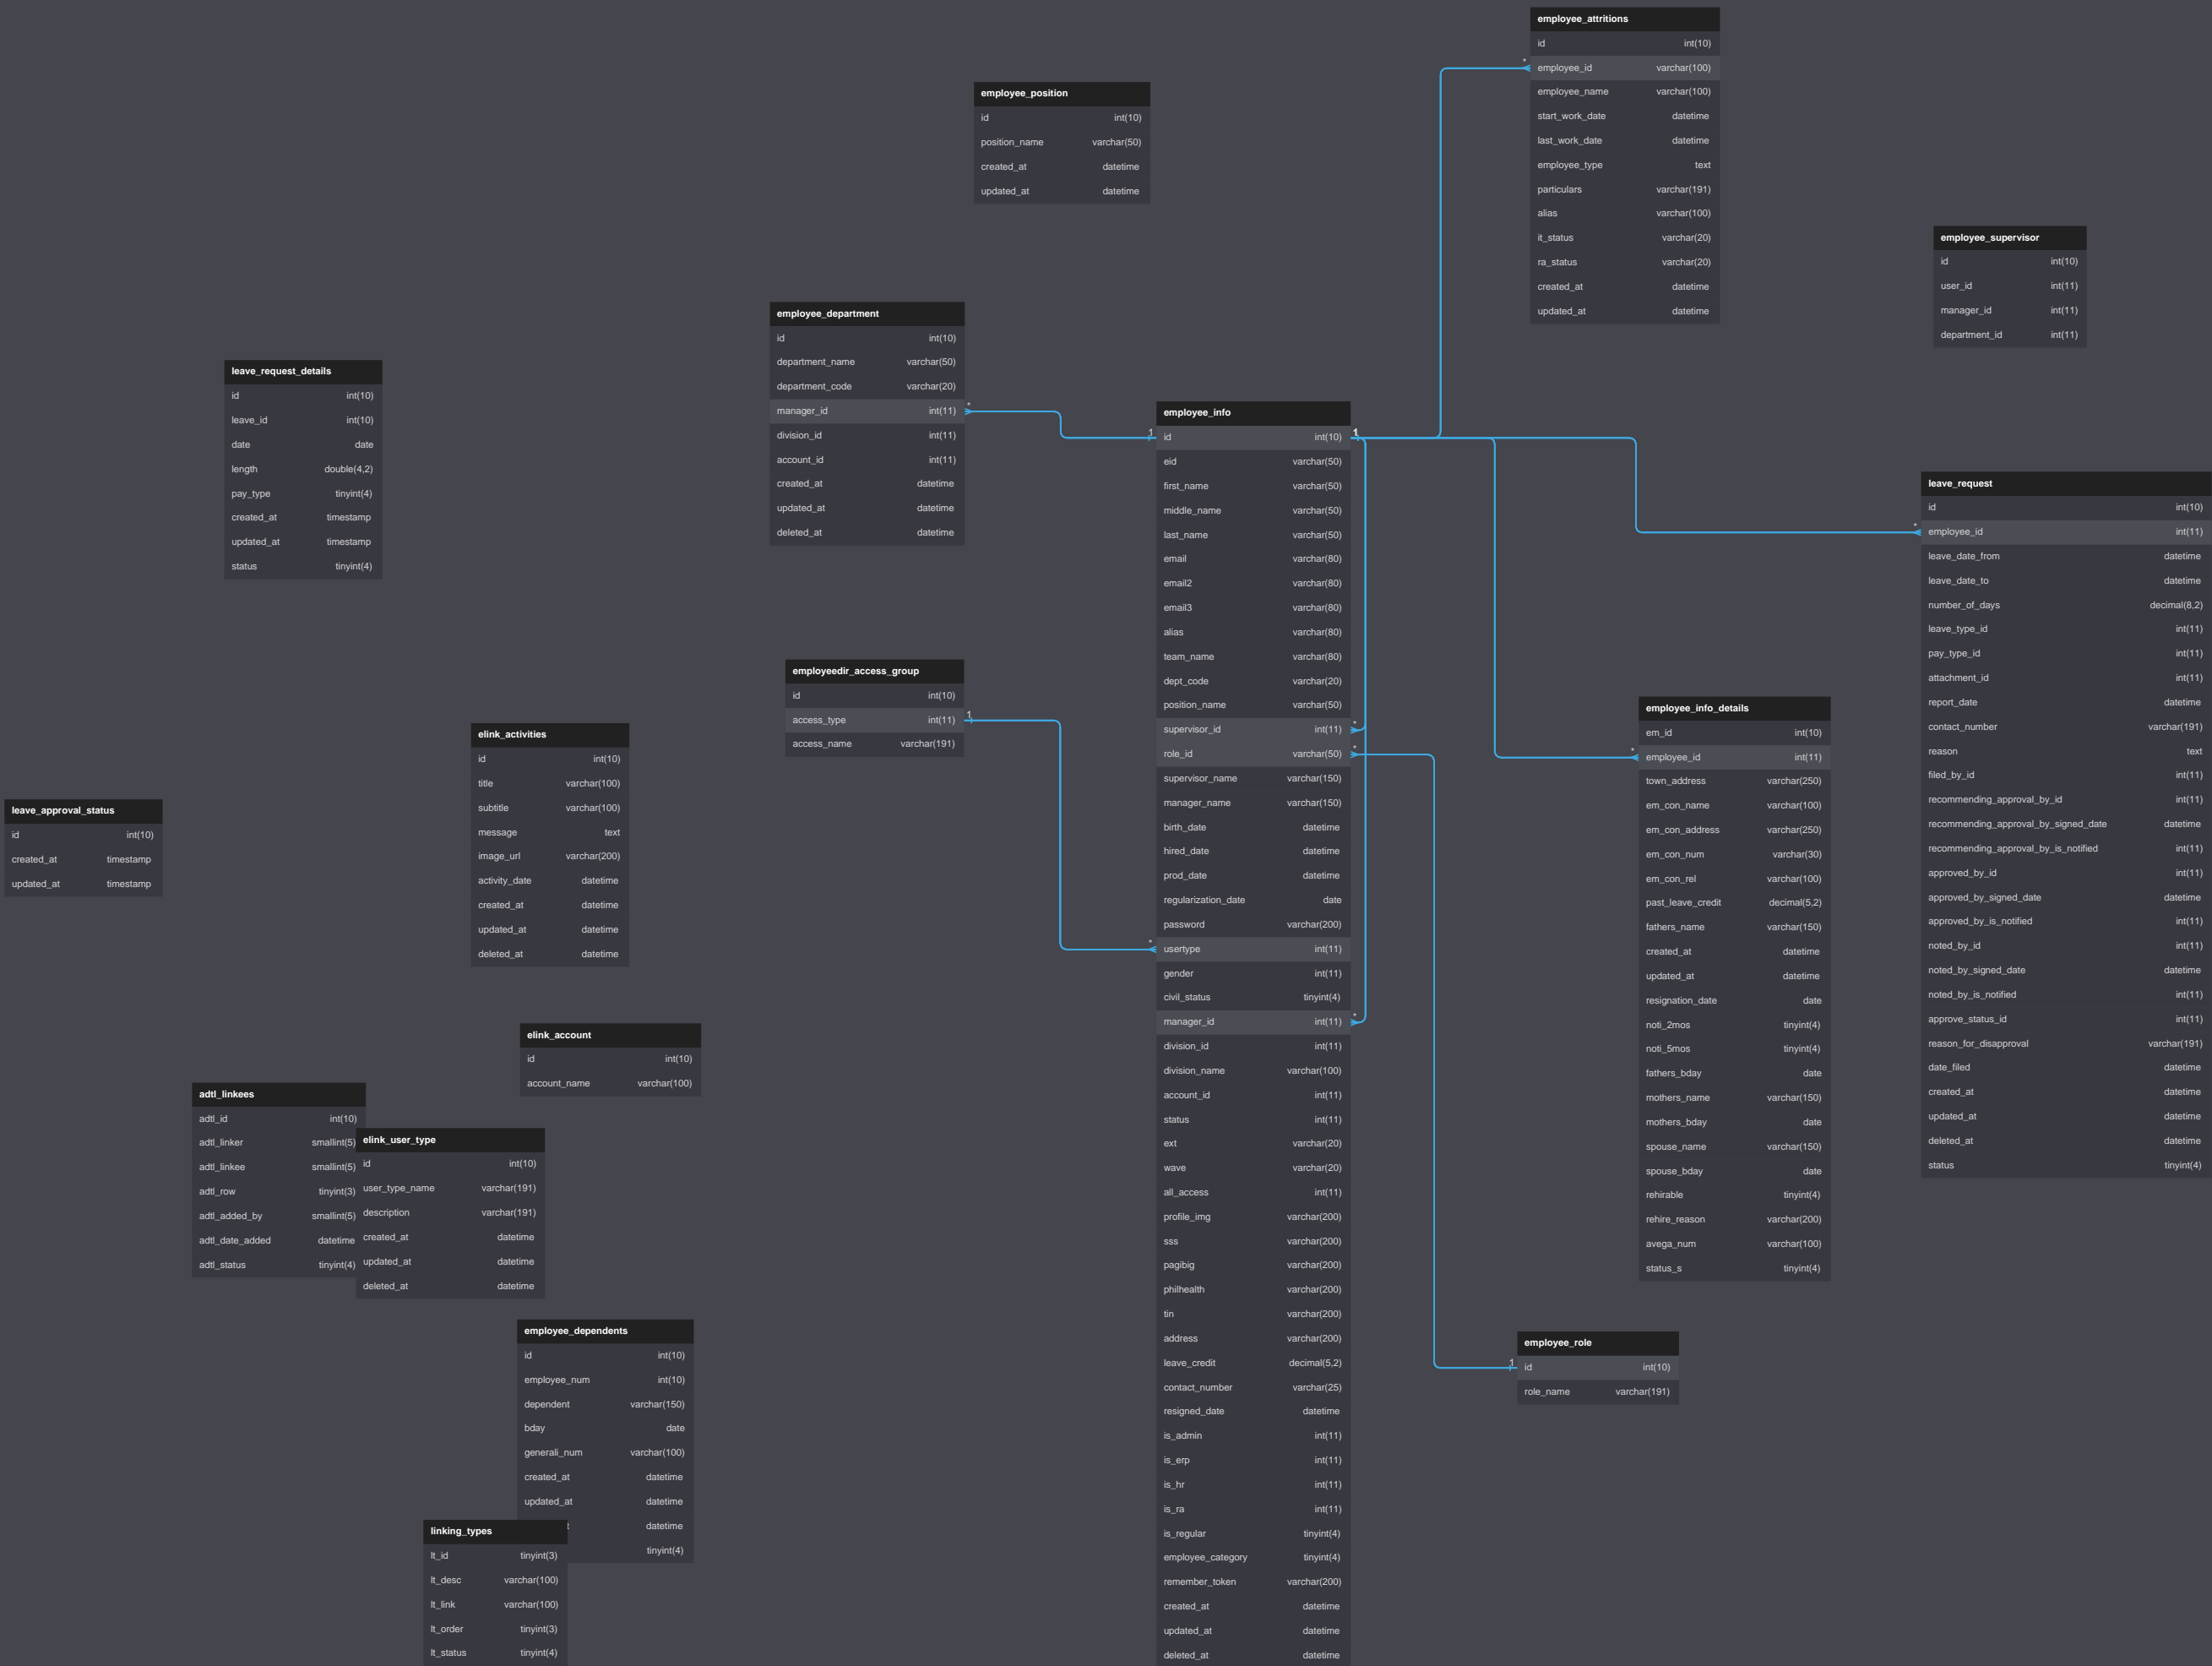 employee_attritions
id int(10)
* employee_id varchar(100)
employee_name varchar(100)
start_work_date datetime
last_work_date datetime
employee_type text
particulars varchar(191)
alias varchar(100)
it_status varchar(20)
ra_status varchar(20)
created_at datetime
updated_at datetime
employee_position
id int(10)
position_name varchar(50)
created_at datetime
updated_at datetime
employee_supervisor
id int(10)
user_id int(11)
manager_id int(11)
department_id int(11)
employee_department
id int(10)
department_name varchar(50)
department_code varchar(20)
manager_id int(11) *
division_id int(11)
account_id int(11)
created_at datetime
updated_at datetime
deleted_at datetime
leave_request_details
id int(10)
leave_id int(10)
date date
length double(4,2)
pay_type tinyint(4)
created_at timestamp
updated_at timestamp
status tinyint(4)
employee_info
1 id int(10) 1
eid varchar(50)
first_name varchar(50)
middle_name varchar(50)
last_name varchar(50)
email varchar(80)
email2 varchar(80)
email3 varchar(80)
alias varchar(80)
team_name varchar(80)
dept_code varchar(20)
position_name varchar(50)
supervisor_id int(11) *
role_id varchar(50) *
supervisor_name varchar(150)
manager_name varchar(150)
birth_date datetime
hired_date datetime
prod_date datetime
regularization_date date
password varchar(200)
* usertype int(11)
gender int(11)
civil_status tinyint(4)
manager_id int(11) *
division_id int(11)
division_name varchar(100)
account_id int(11)
status int(11)
ext varchar(20)
wave varchar(20)
all_access int(11)
profile_img varchar(200)
sss varchar(200)
pagibig varchar(200)
philhealth varchar(200)
tin varchar(200)
address varchar(200)
leave_credit decimal(5,2)
contact_number varchar(25)
resigned_date datetime
is_admin int(11)
is_erp int(11)
is_hr int(11)
is_ra int(11)
is_regular tinyint(4)
employee_category tinyint(4)
remember_token varchar(200)
created_at datetime
updated_at datetime
deleted_at datetime
leave_request
id int(10)
* employee_id int(11)
leave_date_from datetime
leave_date_to datetime
number_of_days decimal(8,2)
leave_type_id int(11)
pay_type_id int(11)
attachment_id int(11)
report_date datetime
contact_number varchar(191)
reason text
filed_by_id int(11)
recommending_approval_by_id int(11)
recommending_approval_by_signed_date datetime
recommending_approval_by_is_notified int(11)
approved_by_id int(11)
approved_by_signed_date datetime
approved_by_is_notified int(11)
noted_by_id int(11)
noted_by_signed_date datetime
noted_by_is_notified int(11)
approve_status_id int(11)
reason_for_disapproval varchar(191)
date_filed datetime
created_at datetime
updated_at datetime
deleted_at datetime
status tinyint(4)
employeedir_access_group
id int(10)
access_type int(11) 1
access_name varchar(191)
employee_info_details
em_id int(10)
* employee_id int(11)
town_address varchar(250)
em_con_name varchar(100)
em_con_address varchar(250)
em_con_num varchar(30)
em_con_rel varchar(100)
past_leave_credit decimal(5,2)
fathers_name varchar(150)
created_at datetime
updated_at datetime
resignation_date date
noti_2mos tinyint(4)
noti_5mos tinyint(4)
fathers_bday date
mothers_name varchar(150)
mothers_bday date
spouse_name varchar(150)
spouse_bday date
rehirable tinyint(4)
rehire_reason varchar(200)
avega_num varchar(100)
status_s tinyint(4)
elink_activities
id int(10)
title varchar(100)
subtitle varchar(100)
message text
image_url varchar(200)
activity_date datetime
created_at datetime
updated_at datetime
deleted_at datetime
leave_approval_status
id int(10)
created_at timestamp
updated_at timestamp
elink_account
id int(10)
account_name varchar(100)
adtl_linkees
adtl_id int(10)
adtl_linker smallint(5)
adtl_linkee smallint(5)
adtl_row tinyint(3)
adtl_added_by smallint(5)
adtl_date_added datetime
adtl_status tinyint(4)
elink_user_type
id int(10)
user_type_name varchar(191)
description varchar(191)
created_at datetime
updated_at datetime
deleted_at datetime
employee_dependents
id int(10)
employee_num int(10)
dependent varchar(150)
bday date
generali_num varchar(100)
created_at datetime
updated_at datetime
datetime
tinyint(4)
employee_role
1 id int(10)
role_name varchar(191)
linking_types
lt_id tinyint(3)
lt_desc varchar(100)
lt_link varchar(100)
lt_order tinyint(3)
lt_status tinyint(4)